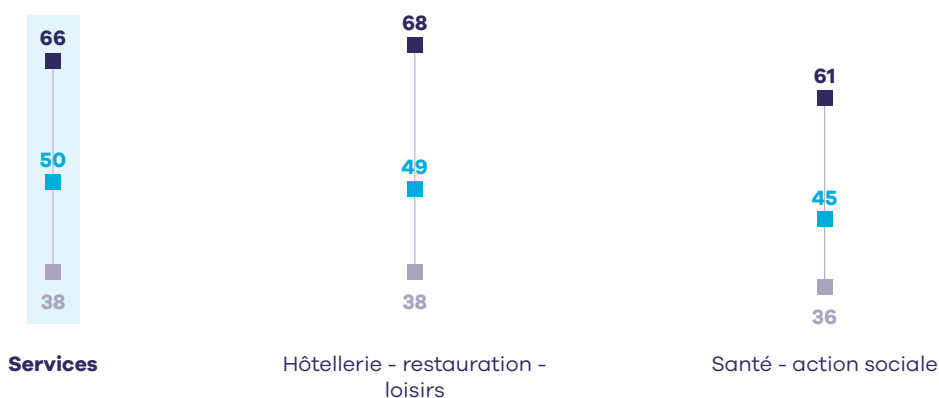 66
50
38
Services
68
49
38
Hôtellerie - restauration -
loisirs
61
45
36
Santé - action sociale